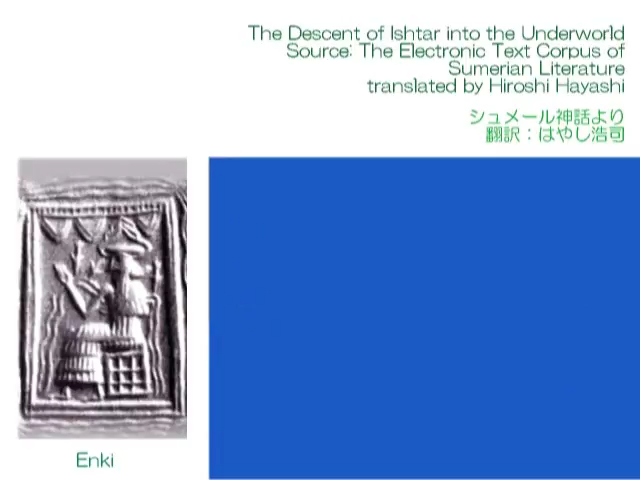 The Descent of Ishtar into the Underworld
Source: The Electronic Text Corpus of
Sumerian Literature
translated by Hiroshi Hayashi
シュメール神話より
翻訳：はやし浩司
Enki